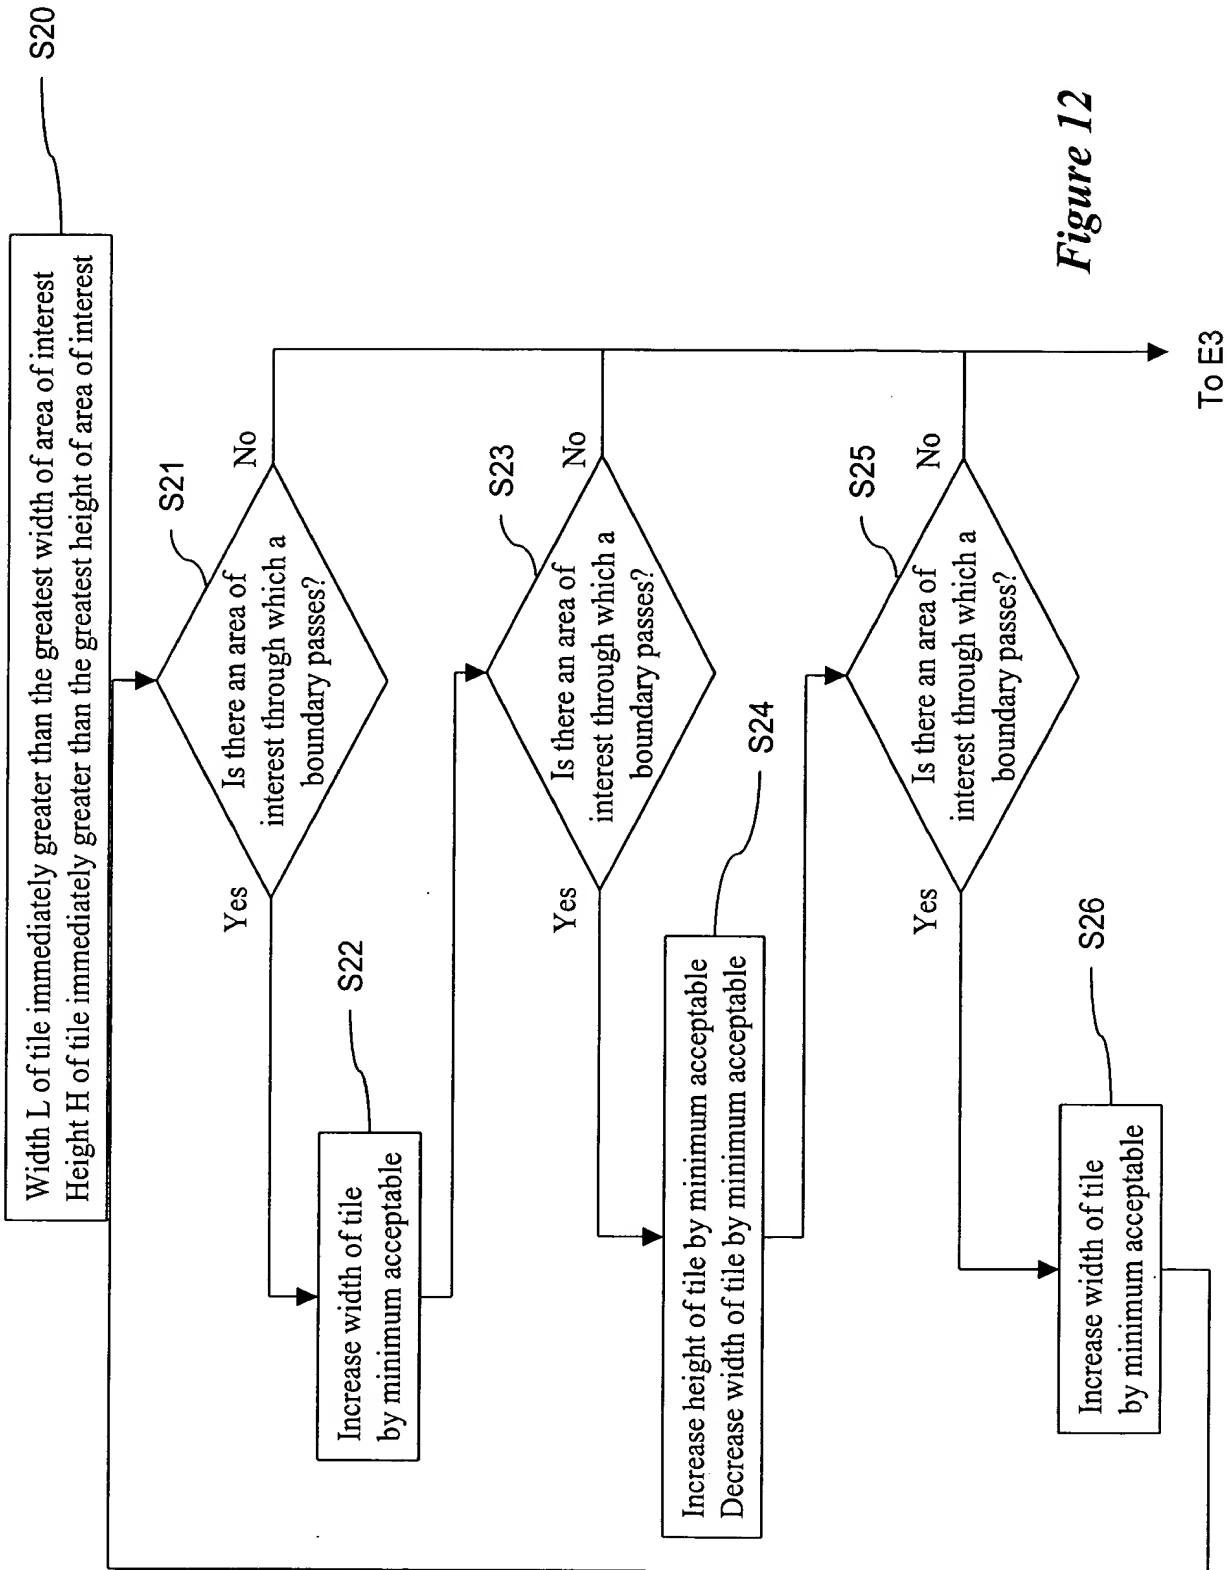 S20
Width L of tile immediately greater than the greatest width of area of interest
Height H of tile immediately greater than the greatest height of area of interest
S21
Is there an area of
interest through which a
boundary passes?
Yes
No
S22
Increase width of tile
by minimum acceptable
S23
Is there an area of
interest through which a
boundary passes?
Yes
No
S24
Increase height of tile by minimum acceptable
Decrease width of tile by minimum acceptable
S25
Is there an area of
interest through which a
boundary passes?
Yes
No
S26
Increase width of tile
by minimum acceptable
To E3
Figure 12